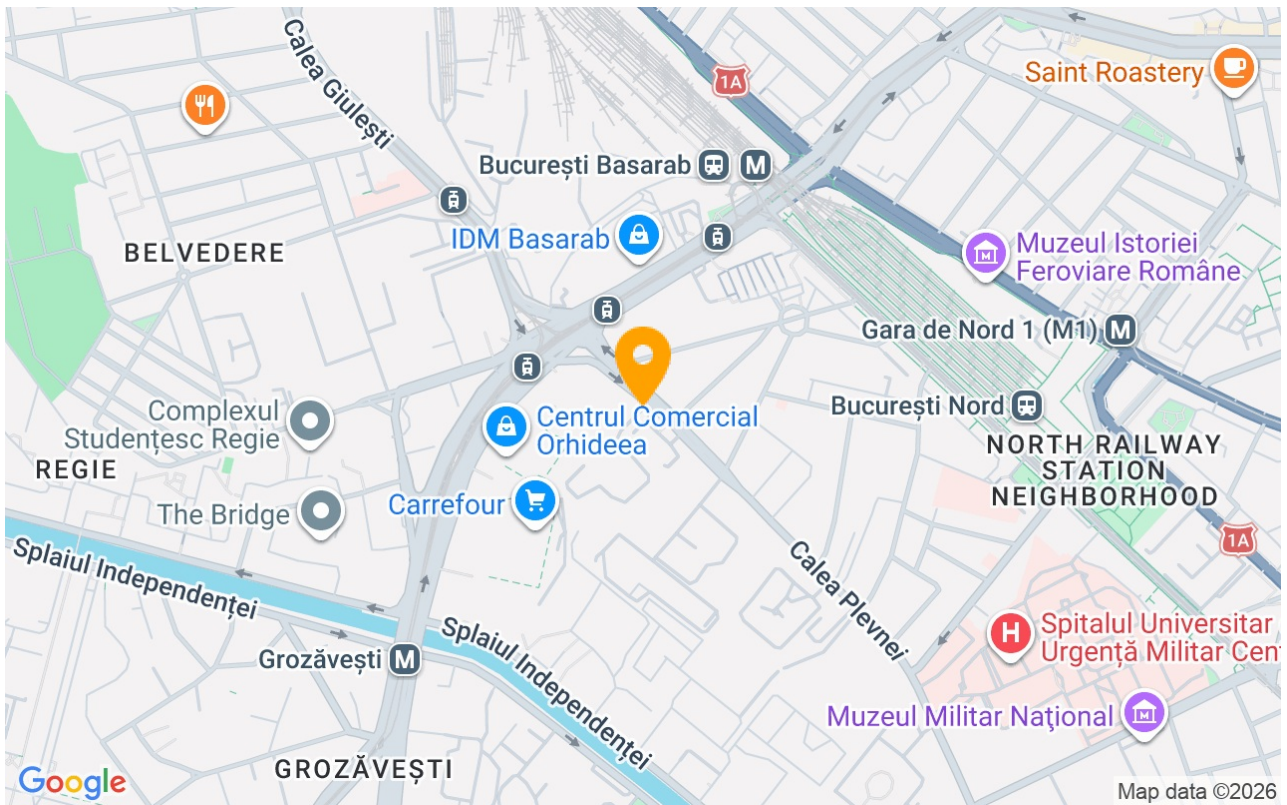 Calea Giulești
1A
Saint Roastery
București Basarab
M
IDM Basarab
BELVEDERE
Muzeul Istoriei
Feroviare Române
Gara de Nord 1 (M1)
M
București Nord
Complexul
Studențesc Regie
Centrul Comercial
Orhideea
REGIE
NORTH RAILWAY
STATION
NEIGHBORHOOD
The Bridge
Carrefour
1A
Splaiul Independenței
Calea Plevnei
H
Spitalul Universitar
Urgență Militar Cent
Splaiul Independenței
Grozăvești
M
Muzeul Militar Național
M
GROZĂVEȘTI
Google
Map data ©2026